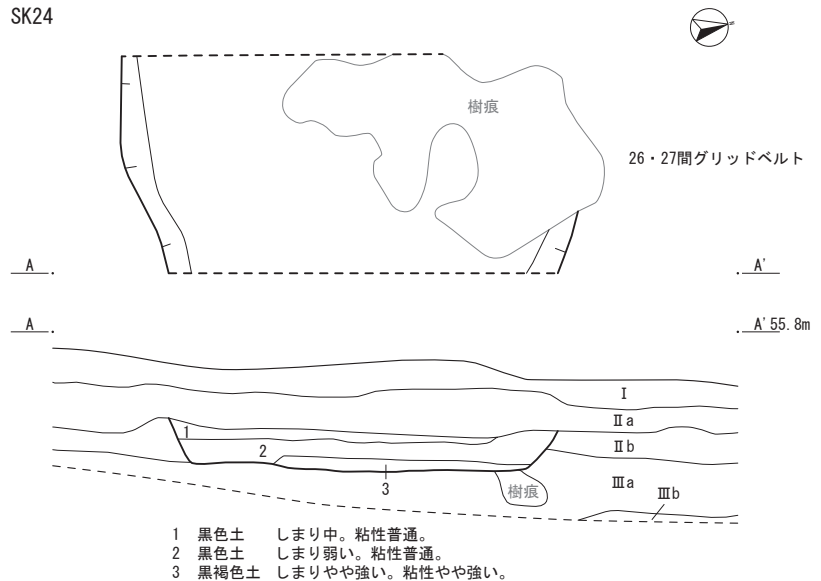 SK24
樹痕
26・27間グリッドベルト
A A'
A A' 55.8m
Ⅰ
Ⅱa
1
Ⅱb
2
Ⅲa
Ⅲb
3
樹痕
1 黒色土 しまり中。粘性普通。
2 黒色土 しまり弱い。粘性普通。
3 黒褐色土 しまりやや強い。粘性やや強い。